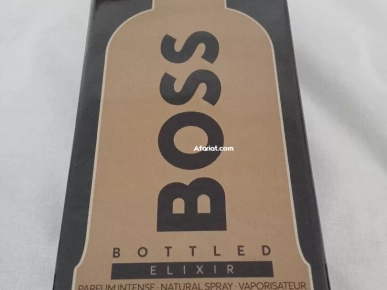 BOSS
Afariat.com
BOTTLED
ELIXIR
PARFUM INTENSE · NATURAL SPRAY · VAPORISATEUR